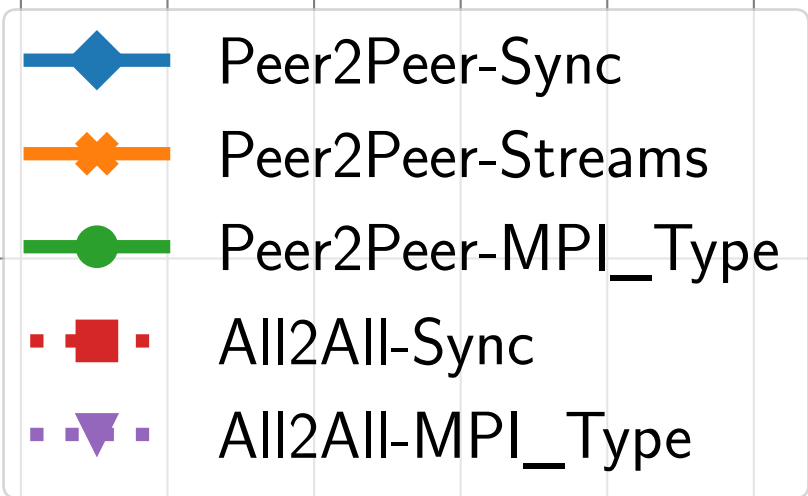 Peer2Peer-Sync
Peer2Peer-Streams
Peer2Peer-MPI_Type
All2All-Sync
All2All-MPI_Type